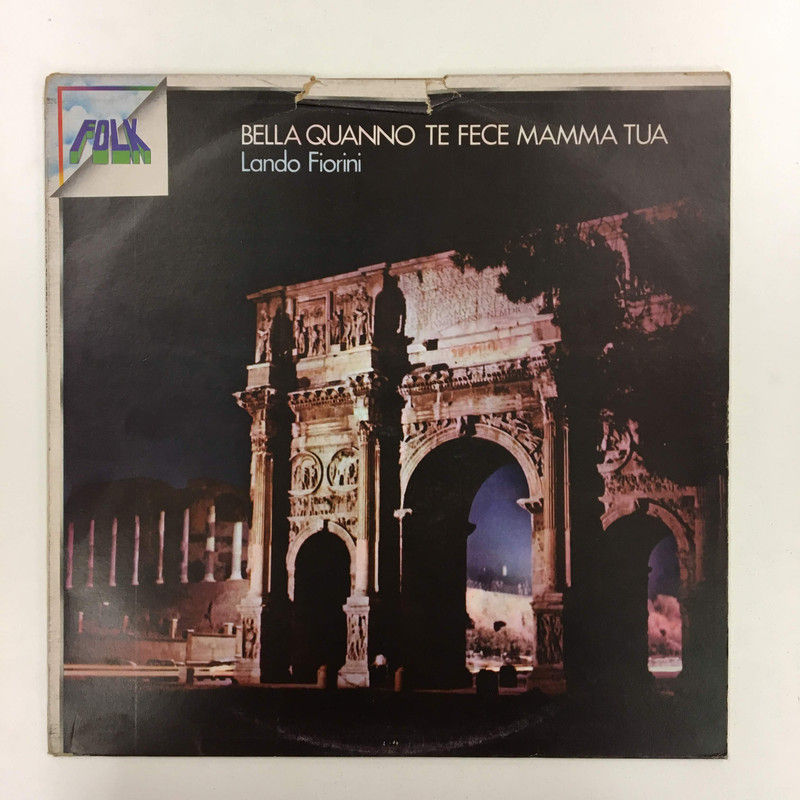 FOLK
BELLA QUANNO TE FECE MAMMA TUA
Lando Fiorini